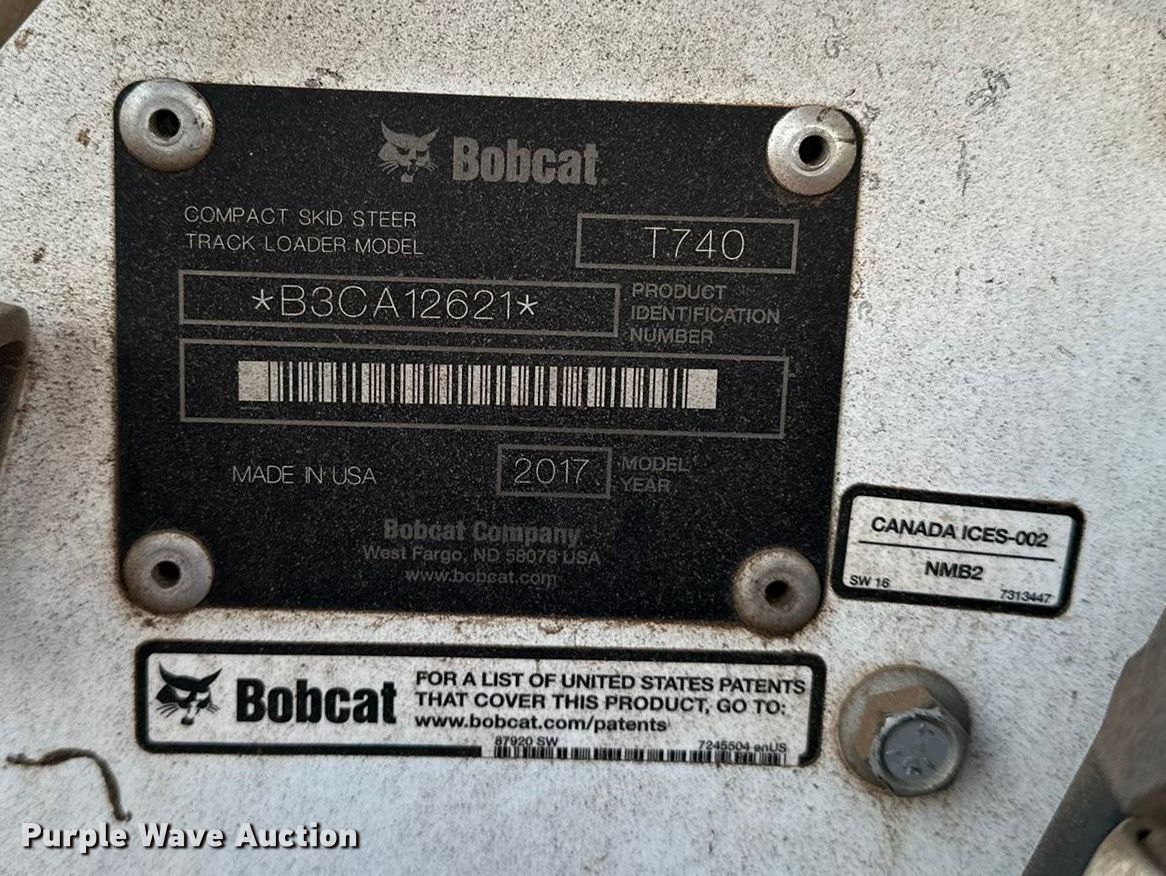 Bobcat
COMPACT SKID STEER
TRACK LOADER MODEL
T740
*B3CA12621*
PRODUCT
IDENTIFICATION
NUMBER
MADE IN USA
2017
MODEL
YEAR
Bobcat Company
West Fargo, ND 58078 USA
www.bobcat.com
CANADA ICES-002
NMB2
SW 16
7313447
Bobcat
FOR A LIST OF UNITED STATES PATENTS
THAT COVER THIS PRODUCT, GO TO:
www.bobcat.com/patents
87920 SW
7245504 enUS
Purple Wave Auction